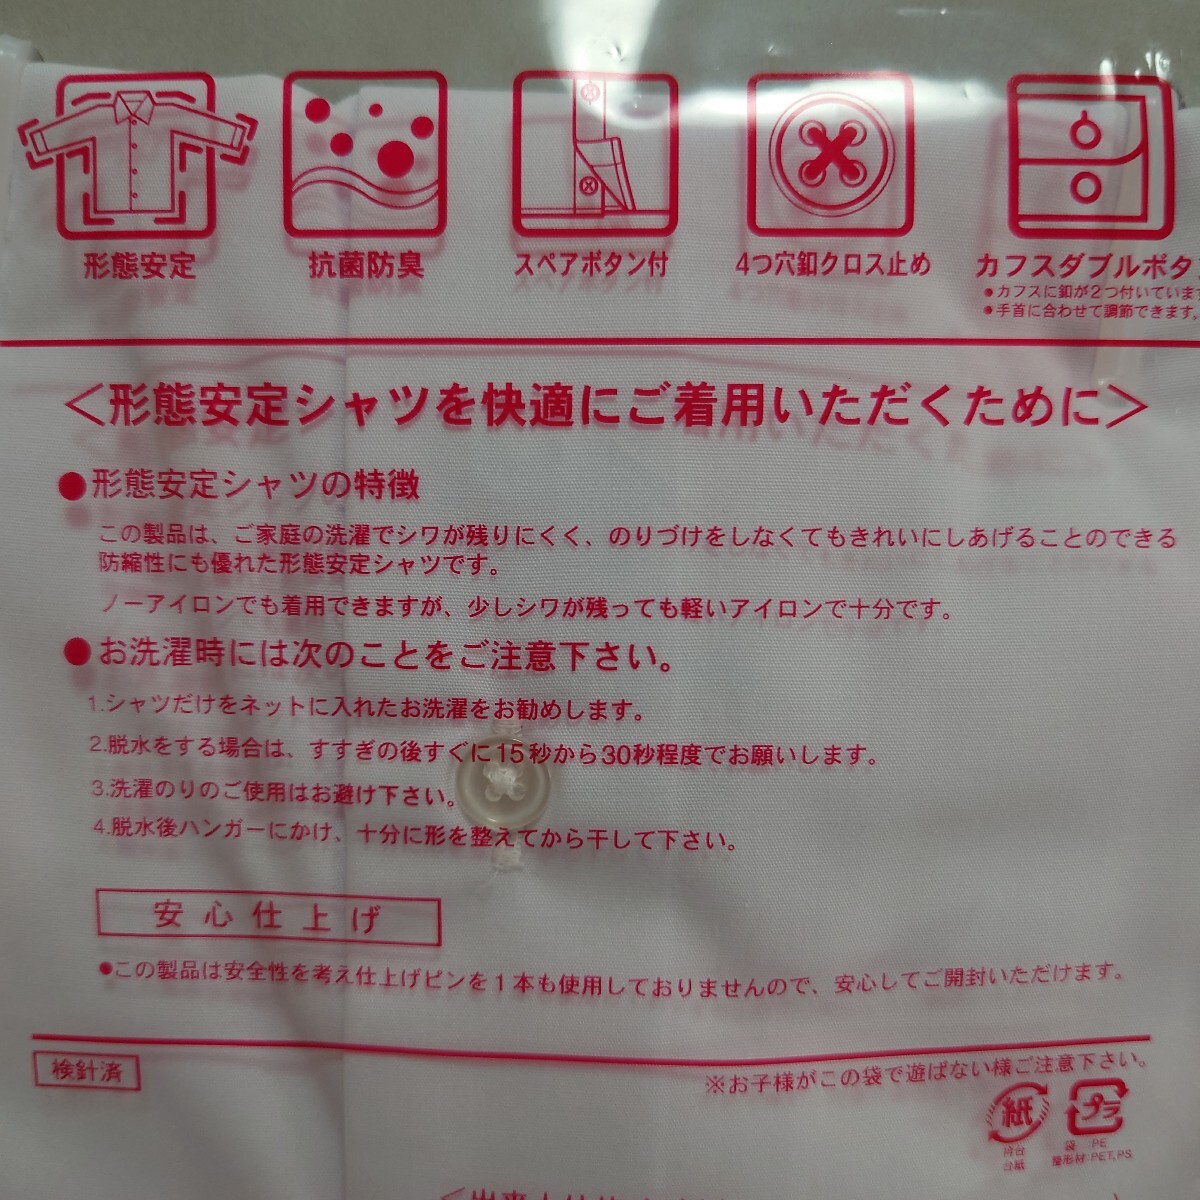 形態安定
抗菌防臭
スペアボタン付
4つ穴釦クロス止め
カフスダブルボタ
●カフスに釦が2つ付いていま
●手首に合わせて調節できます。
＜形態安定シャツを快適にご着用いただくために＞
●形態安定シャツの特徴
この製品は、ご家庭の洗濯でシワが残りにくく、のりづけをしなくてもきれいにしあげることのできる
防縮性にも優れた形態安定シャツです。
ノーアイロンでも着用できますが、少しシワが残っても軽いアイロンで十分です。
●お洗濯時には次のことをご注意下さい。
1.シャツだけをネットに入れたお洗濯をお勧めします。
2.脱水をする場合は、すすぎの後すぐに15秒から30秒程度でお願いします。
3.洗濯のりのご使用はお避け下さい。
4.脱水後ハンガーにかけ、十分に形を整えてから干して下さい。
安心仕上げ
●この製品は安全性を考え仕上げピンを1本も使用しておりませんので、安心してご開封いただけます。
検針済
※お子様がこの袋で遊ばない様ご注意下さい。
紙
プラ
衿台
台紙
袋 :PE
整形材:PET,PS